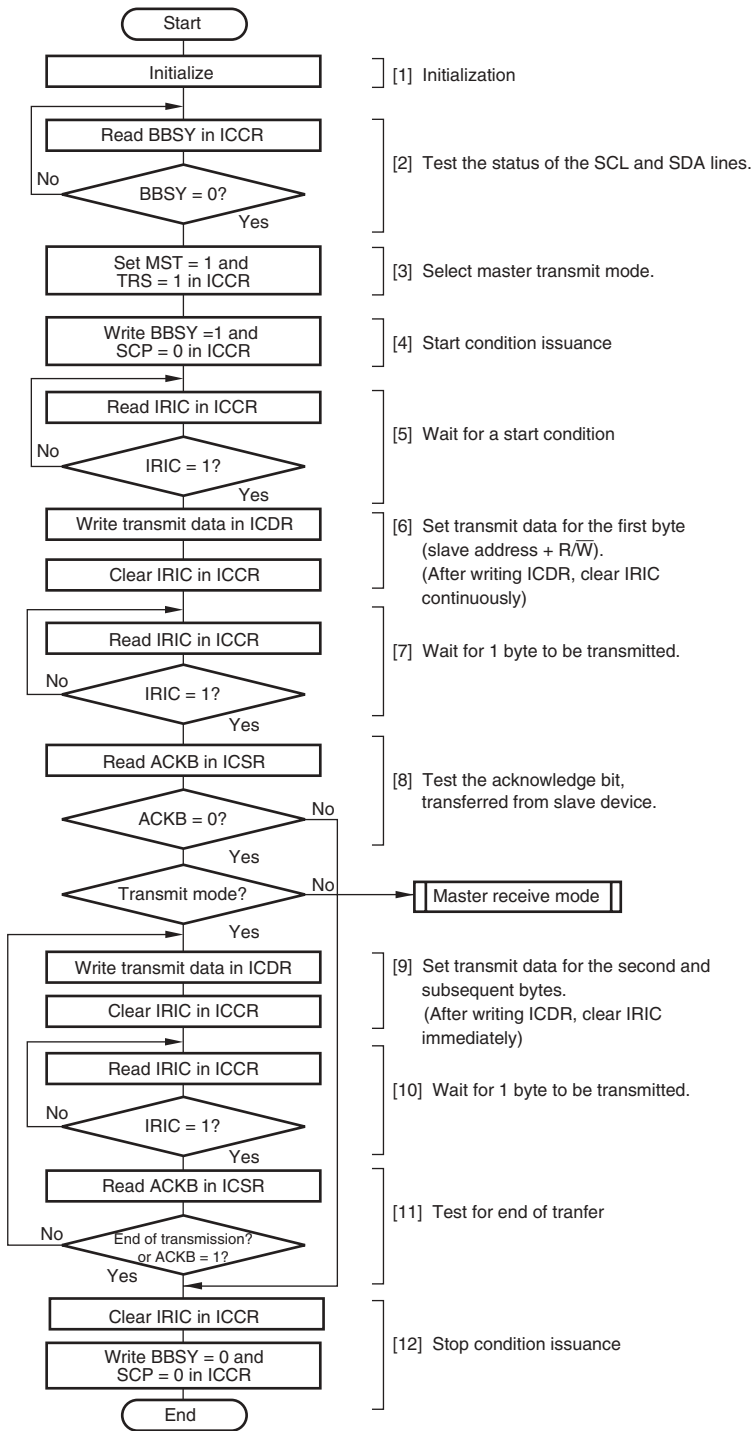 Start
Initialize
[1] Initialization
Read BBSY in ICCR
[2] Test the status of the SCL and SDA lines.
No
BBSY = 0?
Yes
Set MST = 1 and
TRS = 1 in ICCR
[3] Select master transmit mode.
Write BBSY =1 and
SCP = 0 in ICCR
[4] Start condition issuance
Read IRIC in ICCR
[5] Wait for a start condition
No
IRIC = 1?
Yes
Write transmit data in ICDR
[6] Set transmit data for the first byte
(slave address + R/W̅).
(After writing ICDR, clear IRIC
continuously)
Clear IRIC in ICCR
Read IRIC in ICCR
[7] Wait for 1 byte to be transmitted.
No
IRIC = 1?
Yes
Read ACKB in ICSR
[8] Test the acknowledge bit,
transferred from slave device.
ACKB = 0?
No
Yes
Transmit mode?
No
Master receive mode
Yes
Write transmit data in ICDR
[9] Set transmit data for the second and
subsequent bytes.
(After writing ICDR, clear IRIC
immediately)
Clear IRIC in ICCR
Read IRIC in ICCR
[10] Wait for 1 byte to be transmitted.
No
IRIC = 1?
Yes
Read ACKB in ICSR
[11] Test for end of tranfer
No
End of transmission?
or ACKB = 1?
Yes
Clear IRIC in ICCR
[12] Stop condition issuance
Write BBSY = 0 and
SCP = 0 in ICCR
End